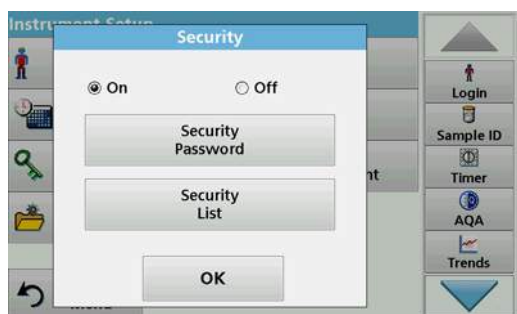 Security
On
Off
Security
Password
Security
List
OK
Login
Sample ID
Timer
AQA
Trends